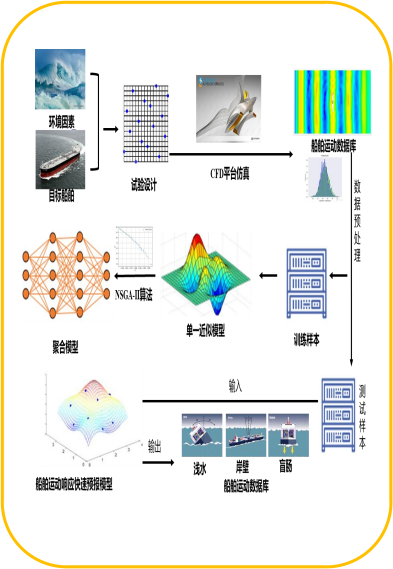 环境因素
目标船舶
试验设计
CFD平台仿真
船舶运动数据库
数据预处理
NSGA-II算法
聚合模型
单一近似模型
训练样本
输入
测试样本
输出
浅水
岸壁
盲肠
船舶运动数据库
船舶运动响应快速预报模型